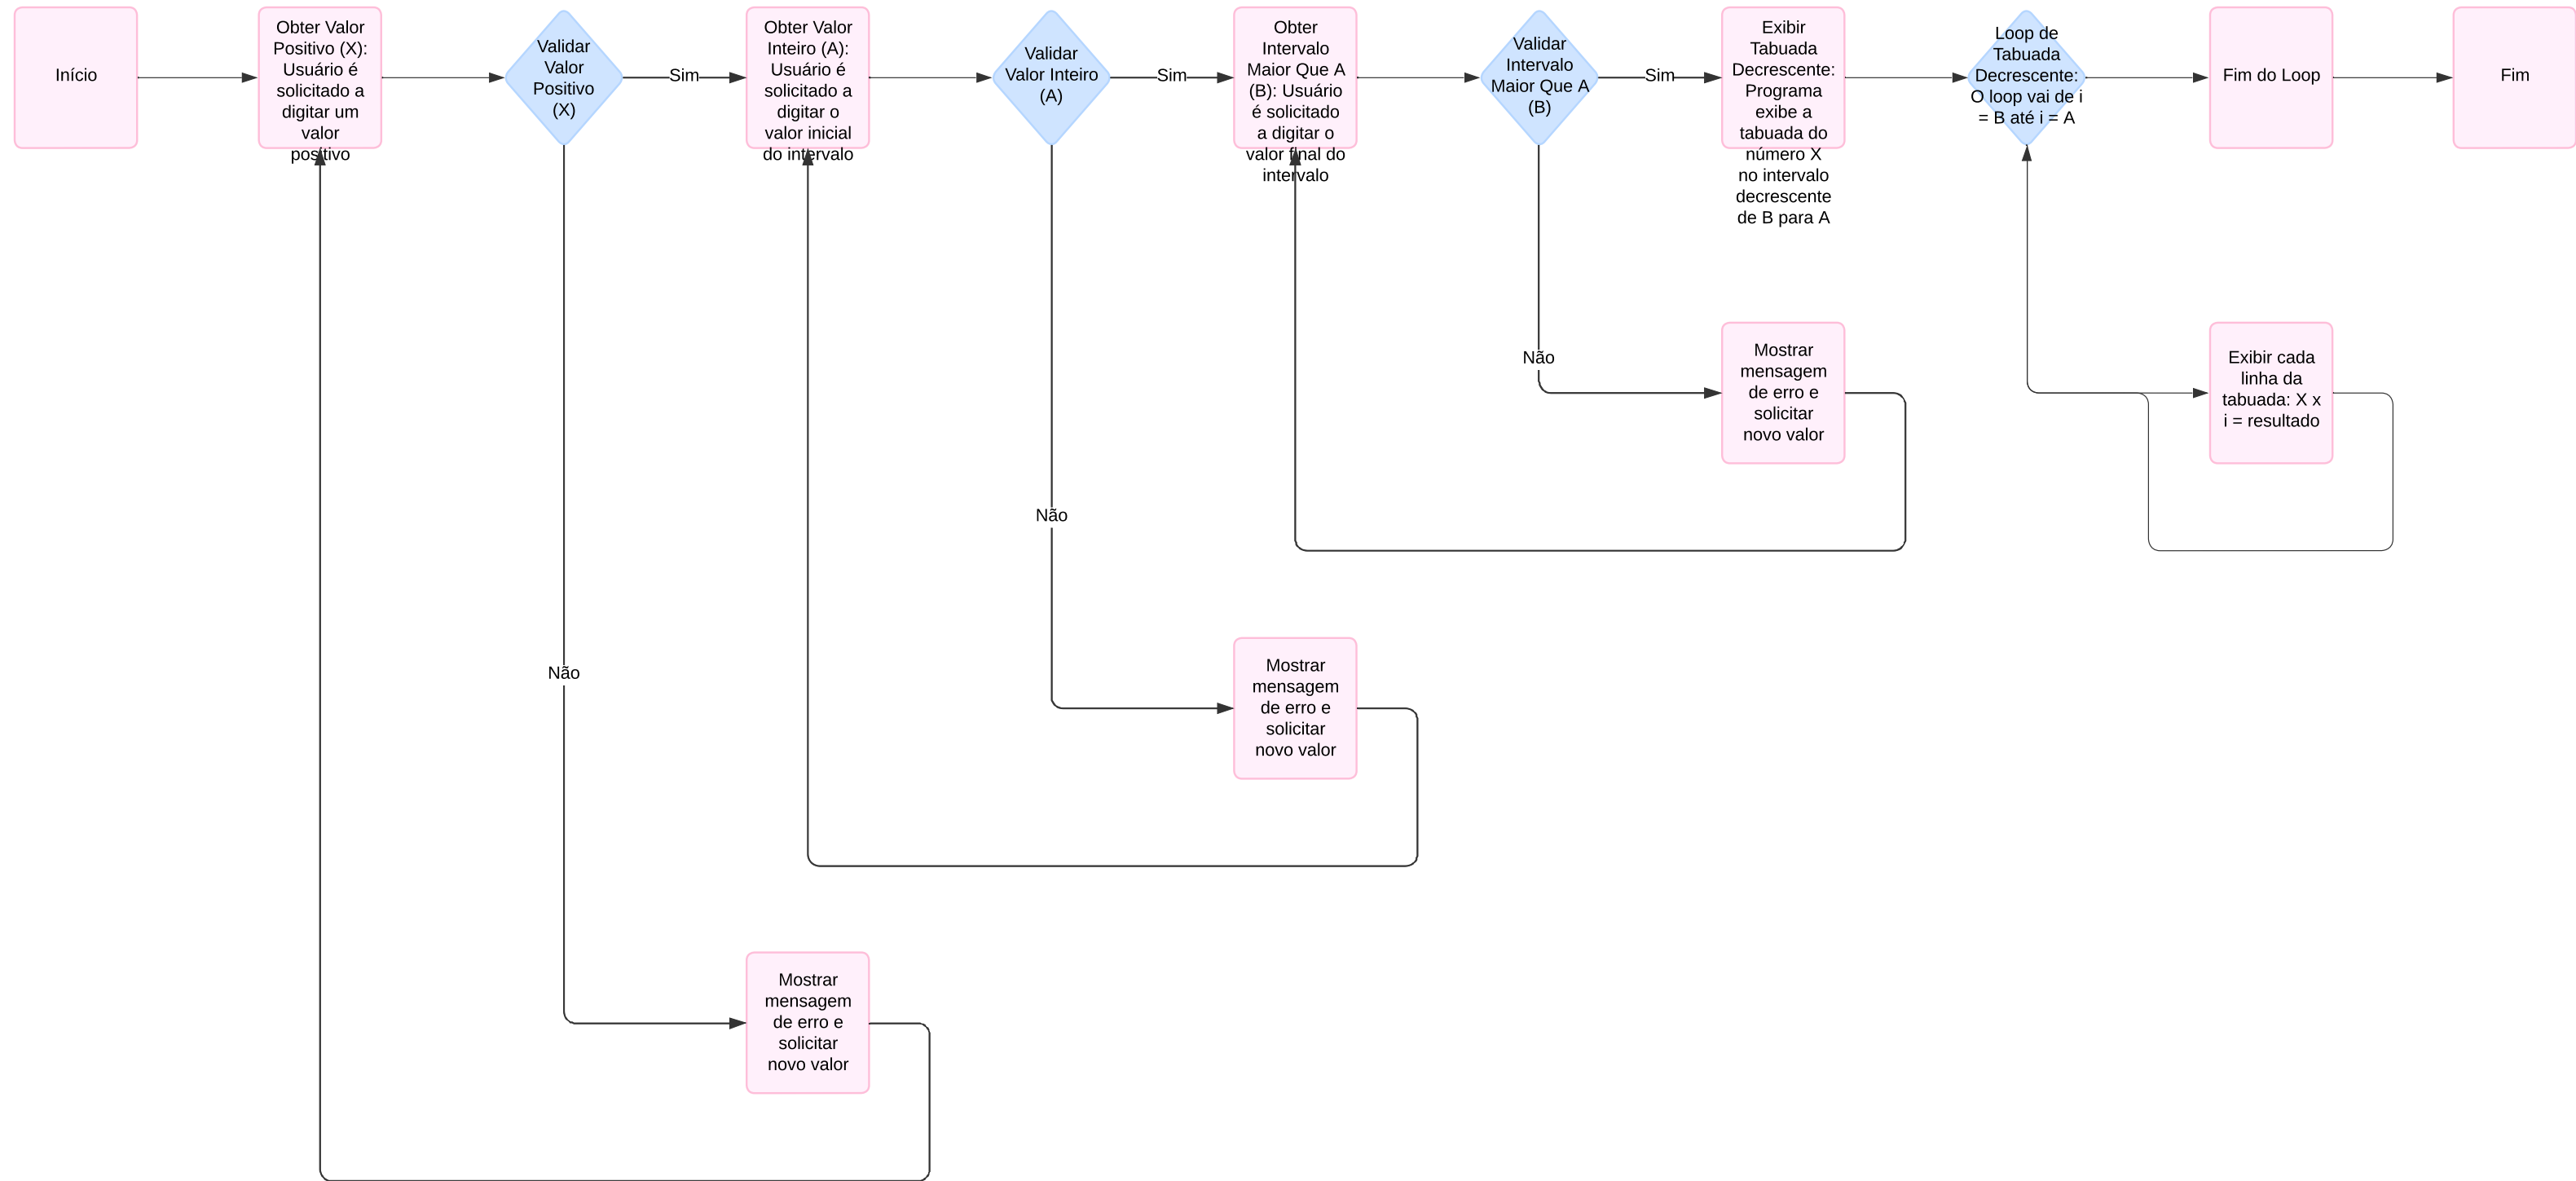 Início
Obter Valor
Positivo (X):
Usuário é
solicitado a
digitar um
valor
positivo
Validar
Valor
Positivo
(X)
Sim
Obter Valor
Inteiro (A):
Usuário é
solicitado a
digitar o
valor inicial
do intervalo
Validar
Valor Inteiro
(A)
Sim
Obter
Intervalo
Maior Que A
(B): Usuário
é solicitado
a digitar o
valor final do
intervalo
Validar
Intervalo
Maior Que A
(B)
Sim
Exibir
Tabuada
Decrescente:
Programa
exibe a
tabuada do
número X
no intervalo
decrescente
de B para A
Loop de
Tabuada
Decrescente:
O loop vai de i
= B até i = A
Fim do Loop
Fim
Não
Mostrar
mensagem
de erro e
solicitar
novo valor
Exibir cada
linha da
tabuada: X x
i = resultado
Não
Mostrar
mensagem
de erro e
solicitar
novo valor
Não
Mostrar
mensagem
de erro e
solicitar
novo valor